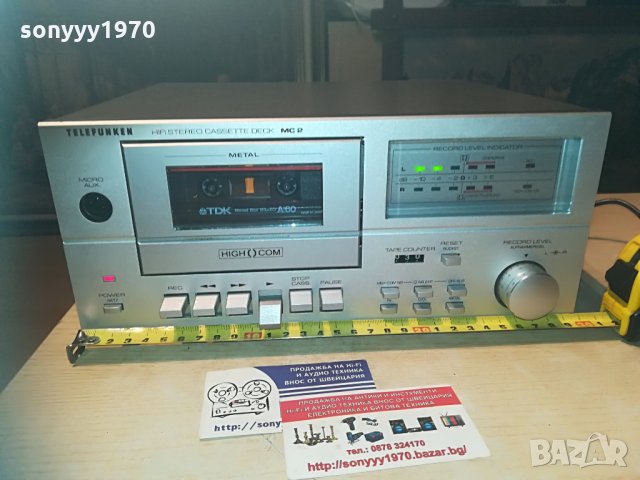 sonyyy1970
TELEFUNKEN
HIFI STEREO CASSETTE DECK MC 2
METAL
RECORD LEVEL INDICATOR
MICRO
AUX
L
dB
R
TDK
A60
HIGH COM
TAPE COUNTER
RESET
RECORD LEVEL
L R
POWER
NETZ
REC
STOP
CASS
PAUSE
ПРОДАЖБА НА Hi-Fi
И АУДИО ТЕХНИКА
ВНОС ОТ ШВЕЙЦАРИЯ
http://sony
ПРОДАЖБА НА АНТИКИ И ИНСТУМЕНТИ
Hi-Fi И АУДИО ТЕХНИКА ВНОС ОТ ШВЕЙЦАРИЯ
ЕЛЕКТРОНИКА И БИТОВА ТЕХНИКА
тел.: 0878 324170
http://sonyyy1970.bazar.bg/
BAZAR